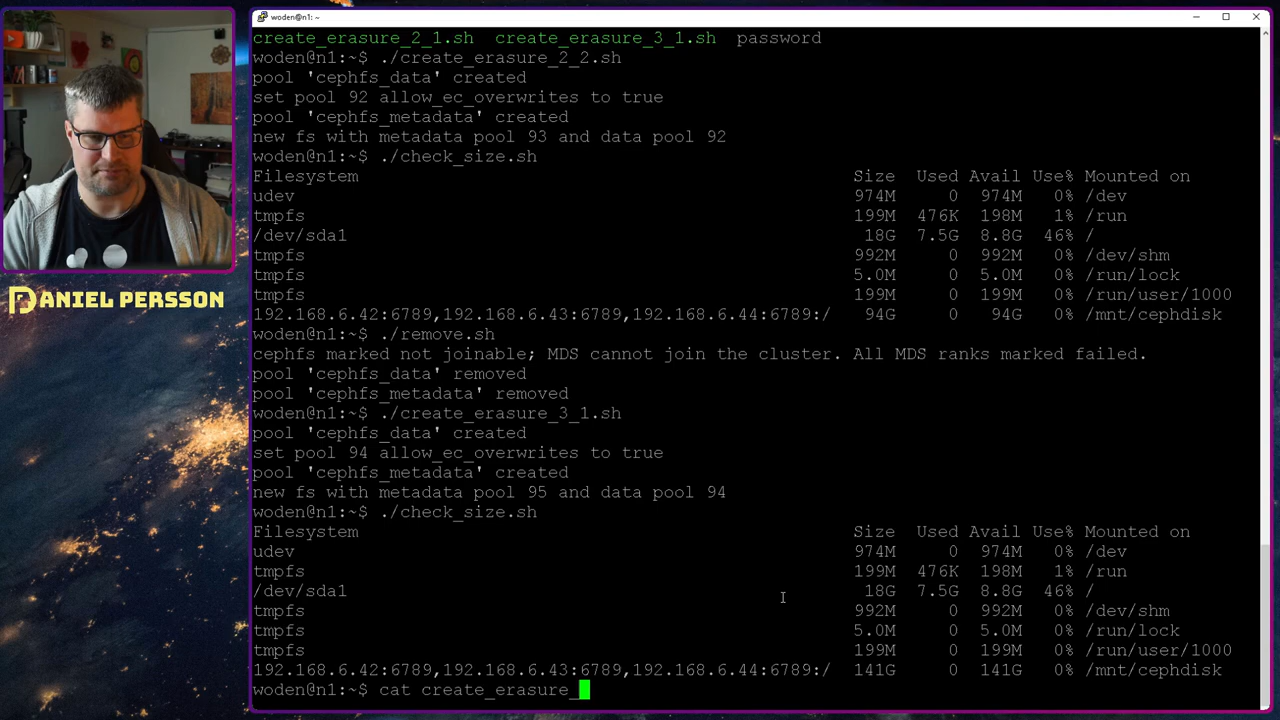 woden@n1: ~
create_erasure_2_1.sh  create_erasure_3_1.sh  password
woden@n1:~$ ./create_erasure_2_2.sh
pool 'cephfs_data' created
set pool 92 allow_ec_overwrites to true
pool 'cephfs_metadata' created
new fs with metadata pool 93 and data pool 92
woden@n1:~$ ./check_size.sh
Filesystem Size Used Avail Use% Mounted on
udev 974M 0 974M 0% /dev
tmpfs 199M 476K 198M 1% /run
/dev/sda1 18G 7.5G 8.8G 46% /
tmpfs 992M 0 992M 0% /dev/shm
tmpfs 5.0M 0 5.0M 0% /run/lock
tmpfs 199M 0 199M 0% /run/user/1000
192.168.6.42:6789,192.168.6.43:6789,192.168.6.44:6789:/ 94G 0 94G 0% /mnt/cephdisk
woden@n1:~$ ./remove.sh
cephfs marked not joinable; MDS cannot join the cluster. All MDS ranks marked failed.
pool 'cephfs_data' removed
pool 'cephfs_metadata' removed
woden@n1:~$ ./create_erasure_3_1.sh
pool 'cephfs_data' created
set pool 94 allow_ec_overwrites to true
pool 'cephfs_metadata' created
new fs with metadata pool 95 and data pool 94
woden@n1:~$ ./check_size.sh
Filesystem Size Used Avail Use% Mounted on
udev 974M 0 974M 0% /dev
tmpfs 199M 476K 198M 1% /run
/dev/sda1 18G 7.5G 8.8G 46% /
tmpfs 992M 0 992M 0% /dev/shm
tmpfs 5.0M 0 5.0M 0% /run/lock
tmpfs 199M 0 199M 0% /run/user/1000
192.168.6.42:6789,192.168.6.43:6789,192.168.6.44:6789:/ 141G 0 141G 0% /mnt/cephdisk
woden@n1:~$ cat create_erasure_
DANIEL PERSSON